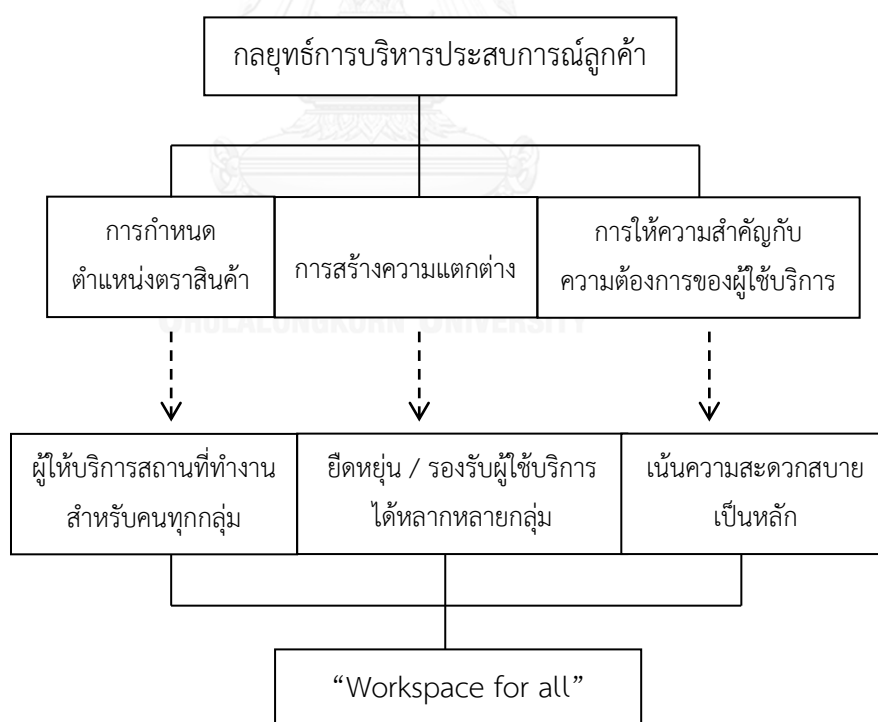 กลยุทธ์การบริหารประสบการณ์ลูกค้า
การกำหนด
ตำแหน่งตราสินค้า
การสร้างความแตกต่าง
การให้ความสำคัญกับ
ความต้องการของผู้ใช้บริการ
CHULALONGKORN UNIVERSITY
ผู้ให้บริการสถานที่ทำงาน
สำหรับคนทุกกลุ่ม
ยืดหยุ่น / รองรับผู้ใช้บริการ
ได้หลากหลายกลุ่ม
เน้นความสะดวกสบาย
เป็นหลัก
“Workspace for all”